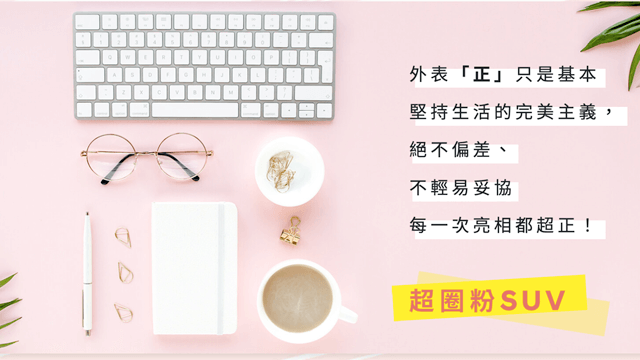 外表「正」只是基本
堅持生活的完美主義，
絕不偏差、
不輕易妥協
每一次亮相都超正！
超圈粉SUV